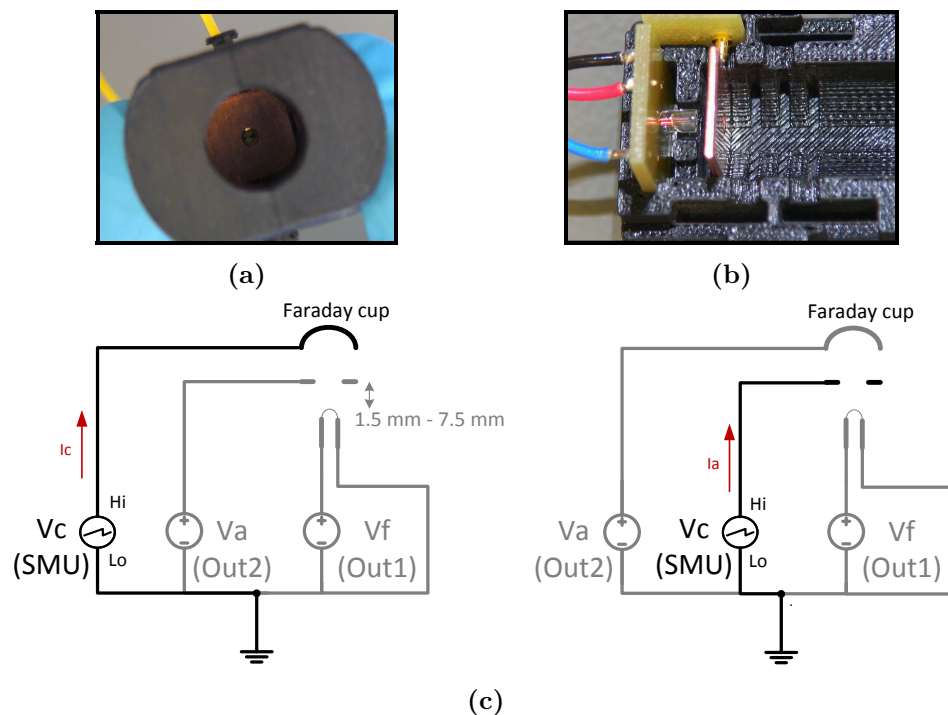 (a)
(b)
Faraday cup
1.5 mm - 7.5 mm
Ic
Hi
Vc
(SMU)
Lo
Va
(Out2)
Vf
(Out1)
Faraday cup
Ia
Hi
Va
(Out2)
Vc
(SMU)
Lo
Vf
(Out1)
(c)